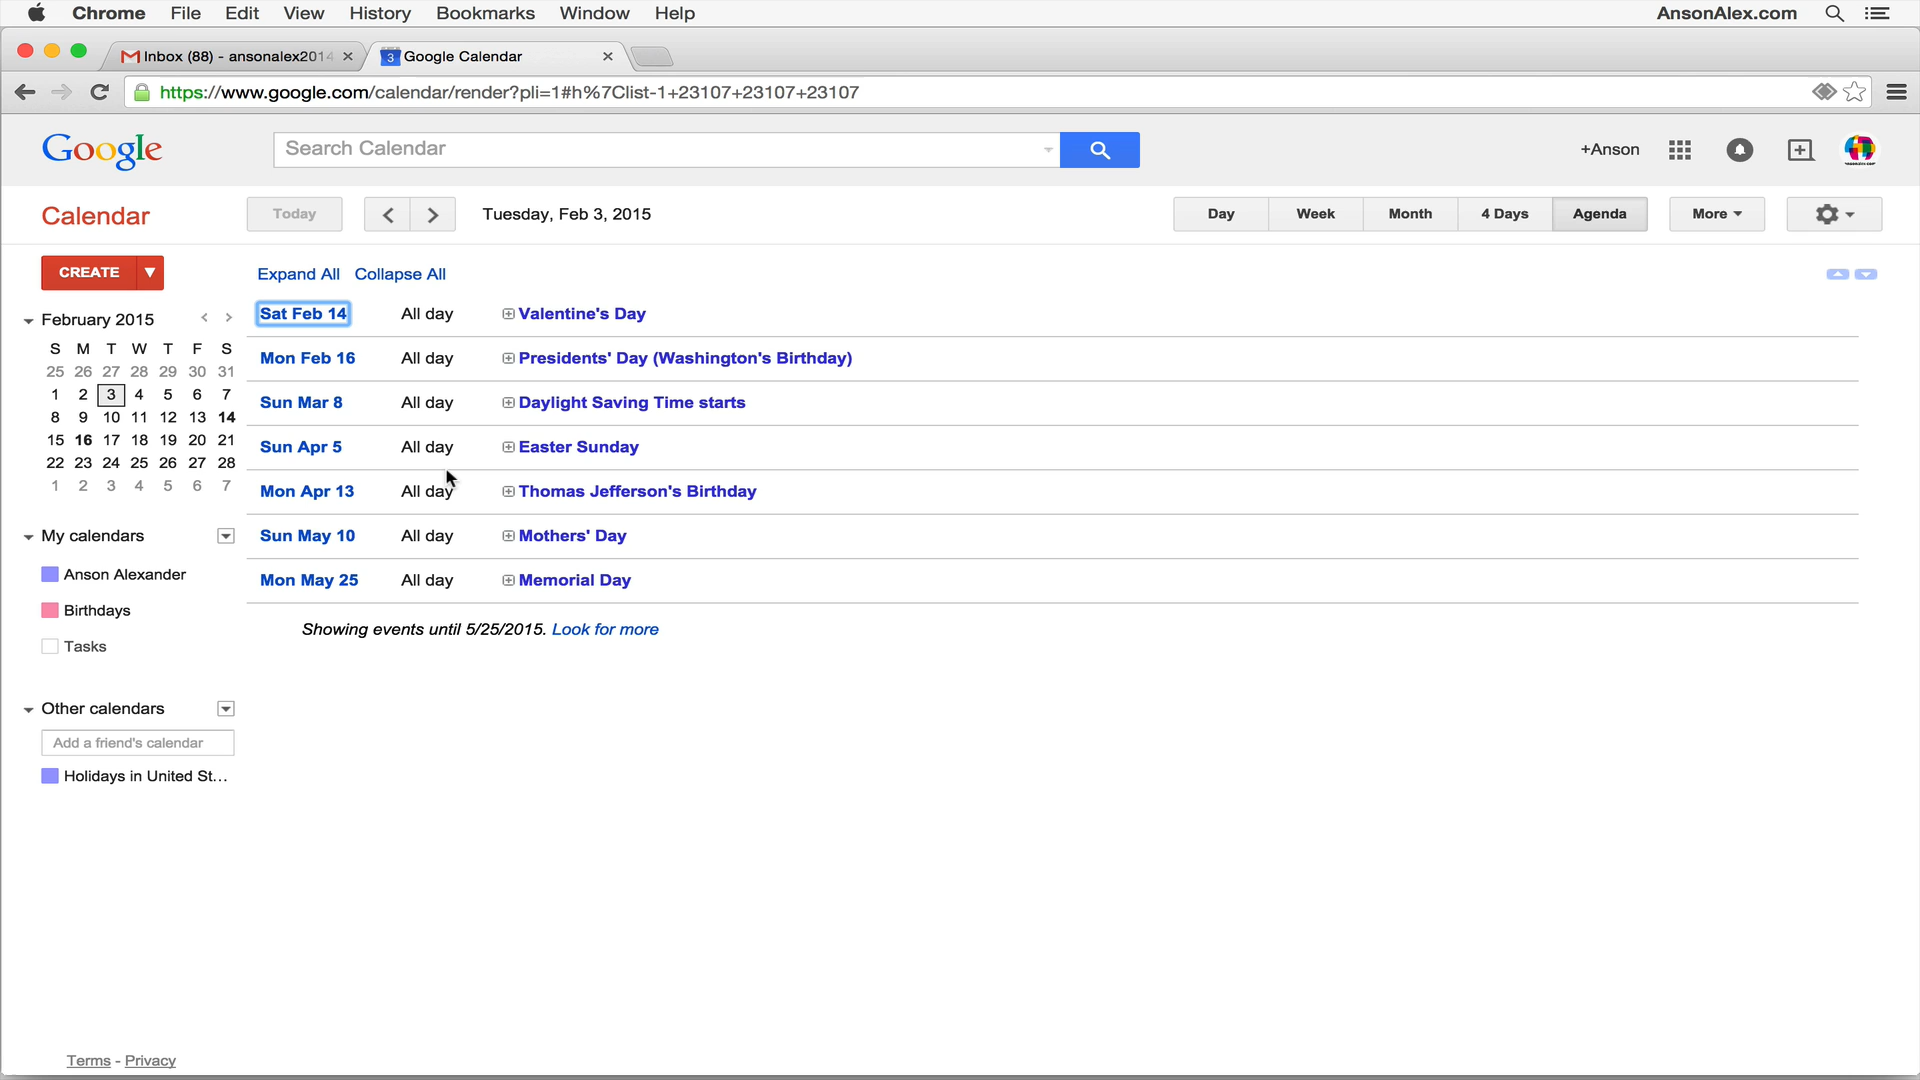 Chrome File Edit View History Bookmarks Window Help AnsonAlex.com
Inbox (88) - ansonalex2014 Google Calendar
https://www.google.com/calendar/render?pli=1#h%7Clist-1+23107+23107+23107
Google Search Calendar +Anson
Calendar Today Tuesday, Feb 3, 2015 Day Week Month 4 Days Agenda More
CREATE Expand All Collapse All
Sat Feb 14 All day Valentine's Day
Mon Feb 16 All day Presidents' Day (Washington's Birthday)
Sun Mar 8 All day Daylight Saving Time starts
Sun Apr 5 All day Easter Sunday
Mon Apr 13 All day Thomas Jefferson's Birthday
Sun May 10 All day Mothers' Day
Mon May 25 All day Memorial Day
Showing events until 5/25/2015. Look for more
February 2015
S M T W T F S
25 26 27 28 29 30 31
1 2 3 4 5 6 7
8 9 10 11 12 13 14
15 16 17 18 19 20 21
22 23 24 25 26 27 28
1 2 3 4 5 6 7
My calendars
Anson Alexander
Birthdays
Tasks
Other calendars
Add a friend's calendar
Holidays in United St...
Terms - Privacy